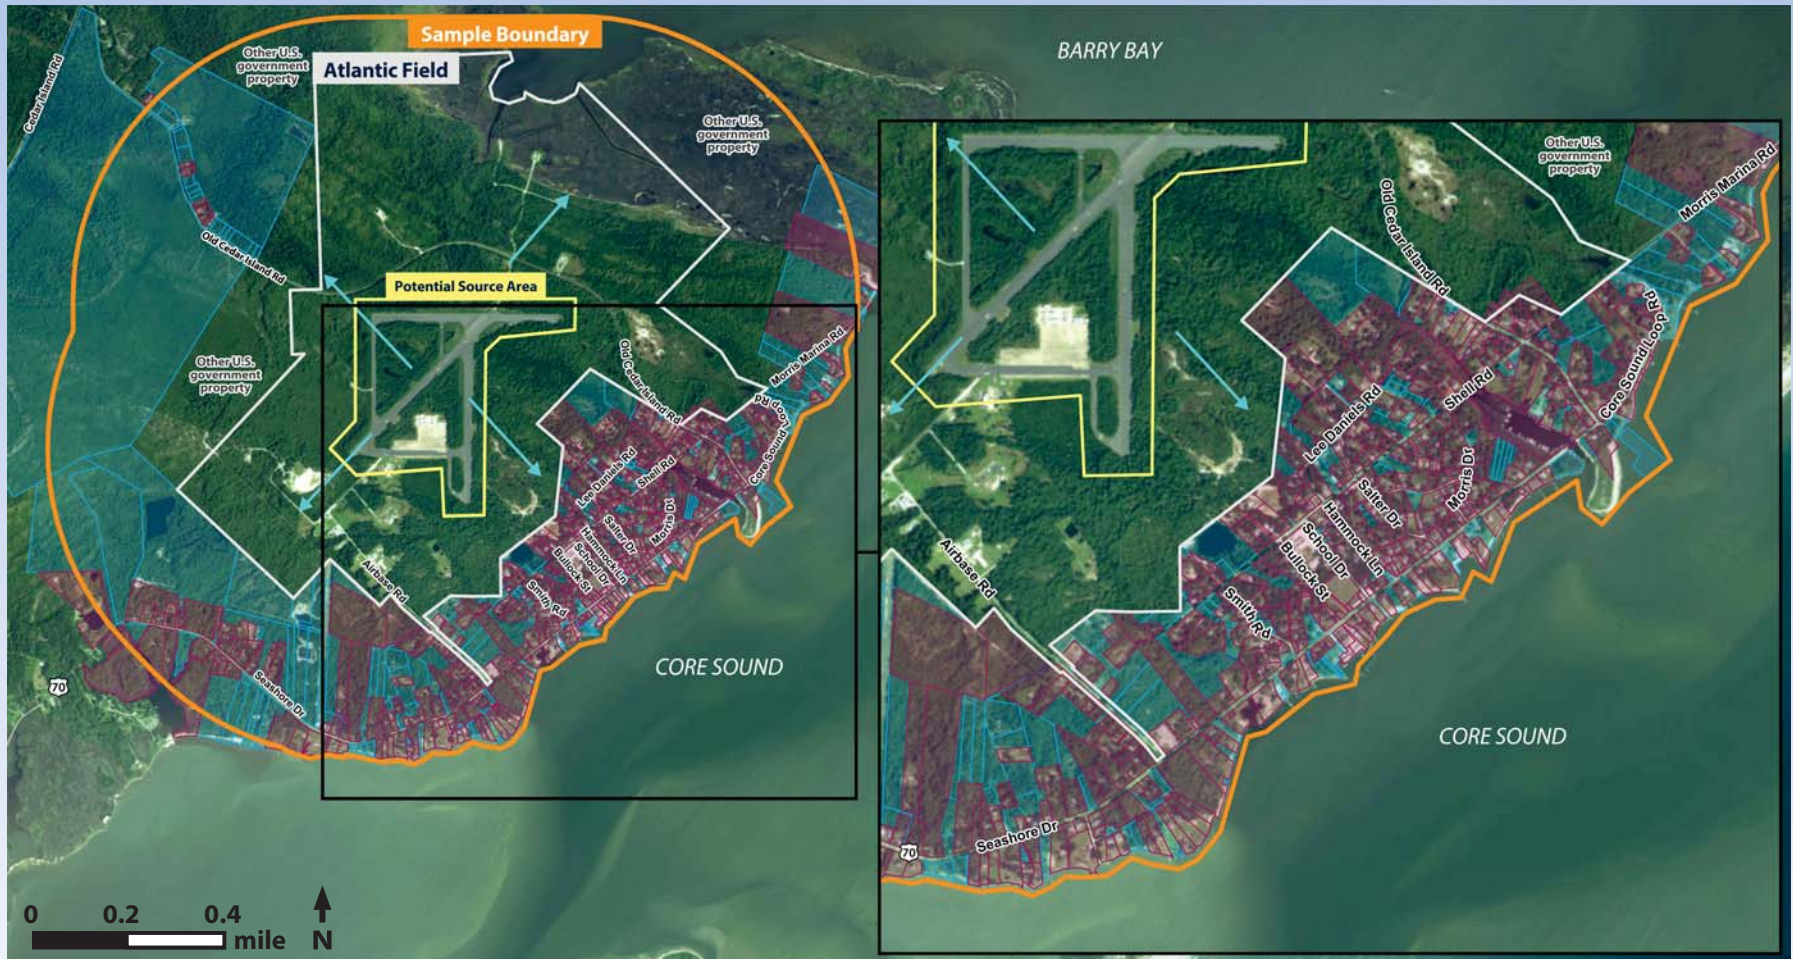 Sample Boundary
Atlantic Field
Other U.S.
government
property
Cedar Island Rd
BARRY BAY
Other U.S.
government
property
Old Cedar Island Rd
Potential Source Area
Other U.S.
government
property
Old Cedar Island Rd
Morris Marina Rd
Core Sound Loop Rd
Lee Daniels Rd
Shell Rd
Morris Dr
Salter Dr
Hammock Ln
School Dr
Bullock St
Smith Rd
Airbase Rd
Seashore Dr
70
CORE SOUND
0 0.2 0.4
mile N
Other U.S.
government
property
Morris Marina Rd
Old Cedar Island Rd
Core Sound Loop Rd
Lee Daniels Rd
Shell Rd
Morris Dr
Salter Dr
Hammock Ln
School Dr
Bullock St
Smith Rd
Airbase Rd
Seashore Dr
70
CORE SOUND